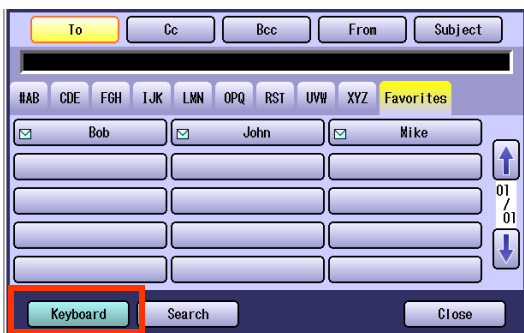 To Cc Bcc From Subject
#AB CDE FGH IJK LMN OPQ RST UVW XYZ Favorites
Bob John Mike
01
/
01
Keyboard Search Close